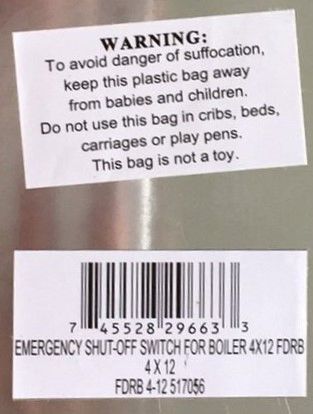 WARNING:
To avoid danger of suffocation,
keep this plastic bag away
from babies and children.
Do not use this bag in cribs, beds,
carriages or play pens.
This bag is not a toy.
7 45528 29663 3
EMERGENCY SHUT-OFF SWITCH FOR BOILER 4X12 FDRB
4 X 12
FDRB 4-12 517056